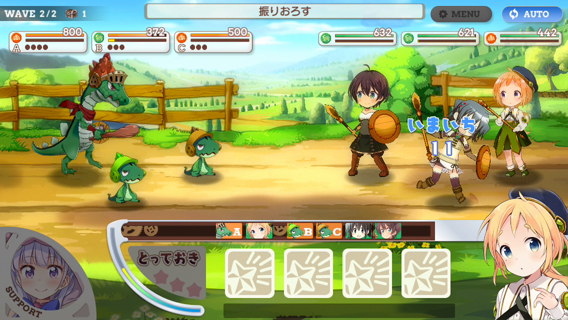 WAVE 2/2 1
振りおろす
MENU
AUTO
800
372
500
632
621
442
A
B
C
いまいち
11
A B C
とっておき
SUPPORT